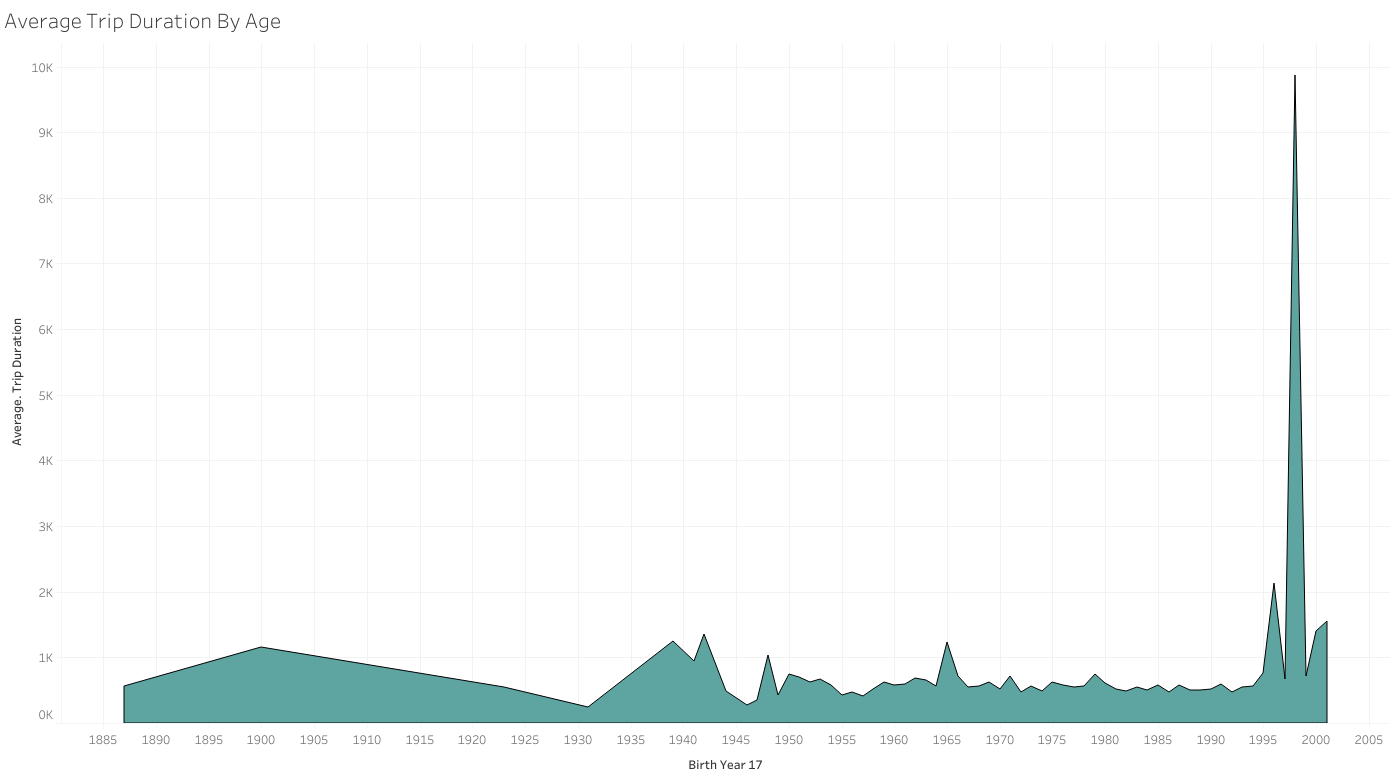 Average Trip Duration By Age
10K
9K
8K
7K
6K
5K
4K
3K
2K
1K
0K
Average. Trip Duration
1885 1890 1895 1900 1905 1910 1915 1920 1925 1930 1935 1940 1945 1950 1955 1960 1965 1970 1975 1980 1985 1990 1995 2000 2005
Birth Year 17